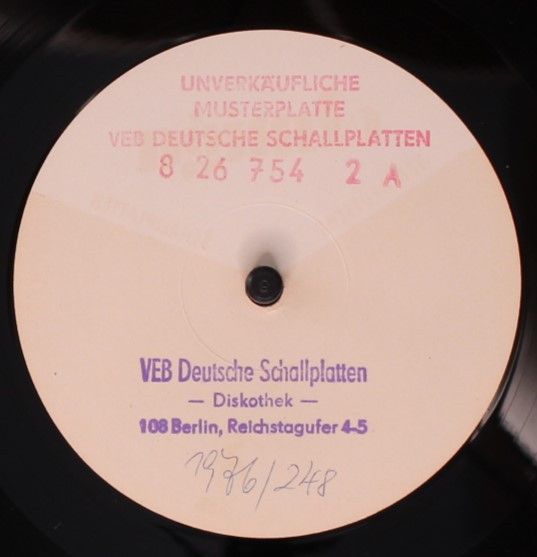 UNVERKÄUFLICHE
MUSTERPLATTE
VEB DEUTSCHE SCHALLPLATTEN
8 26 754 2 A
VEB Deutsche Schallplatten
— Diskothek —
108 Berlin, Reichstagufer 4-5
1976/248